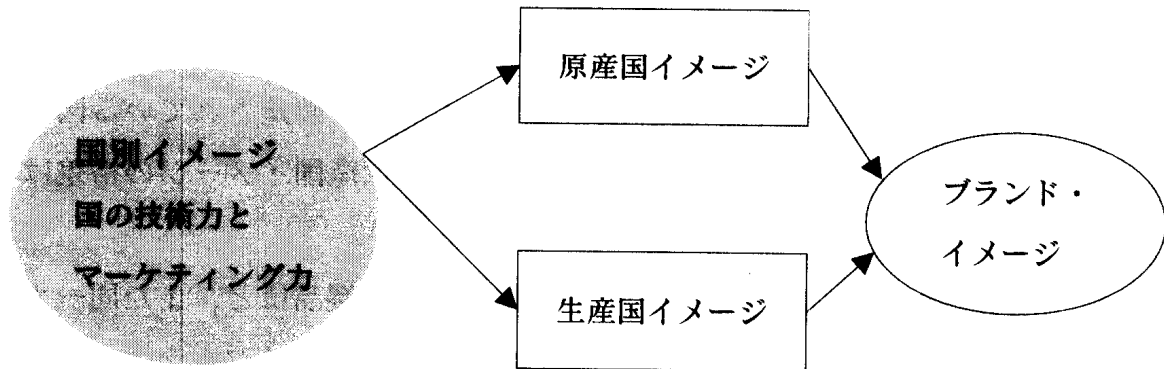 国別イメージ
国の技術力と
マーケティング力
原産国イメージ
生産国イメージ
ブランド・
イメージ